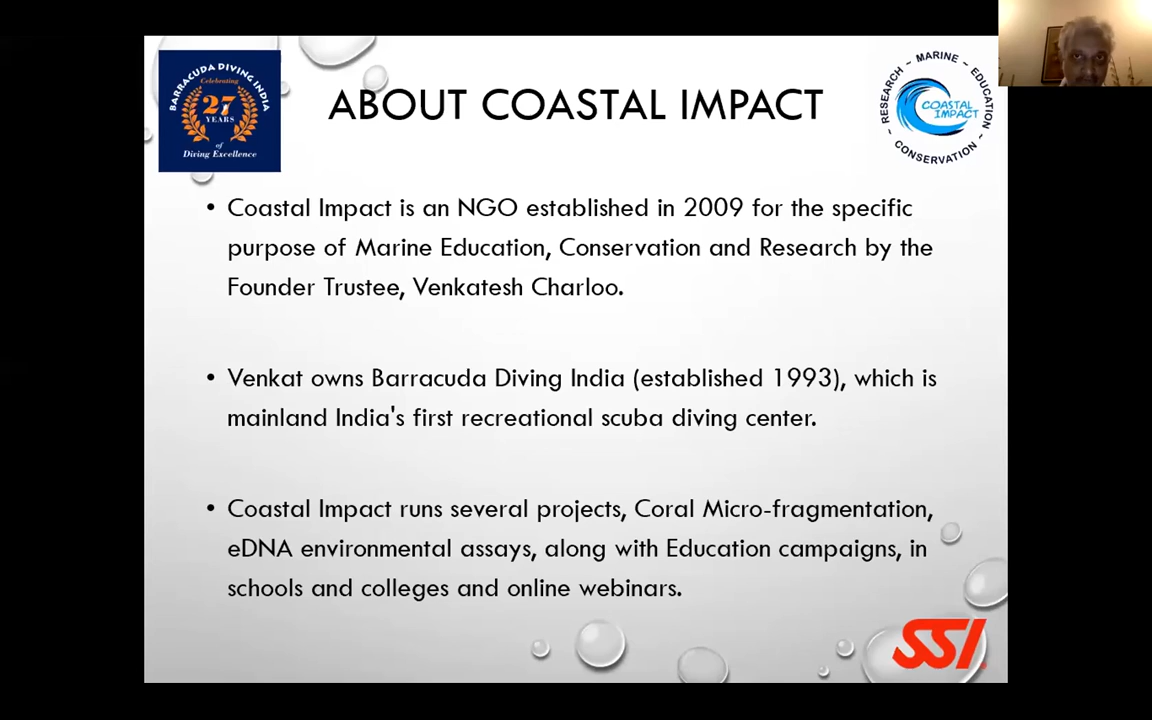 BARRACUDA DIVING INDIA
Celebrating
27
YEARS
of
Diving Excellence
ABOUT COASTAL IMPACT
RESEARCH ~ MARINE ~ EDUCATION ~ CONSERVATION ~
COASTAL
IMPACT
• Coastal Impact is an NGO established in 2009 for the specific
purpose of Marine Education, Conservation and Research by the
Founder Trustee, Venkatesh Charloo.
• Venkat owns Barracuda Diving India (established 1993), which is
mainland India's first recreational scuba diving center.
• Coastal Impact runs several projects, Coral Micro-fragmentation,
eDNA environmental assays, along with Education campaigns, in
schools and colleges and online webinars.
SSI